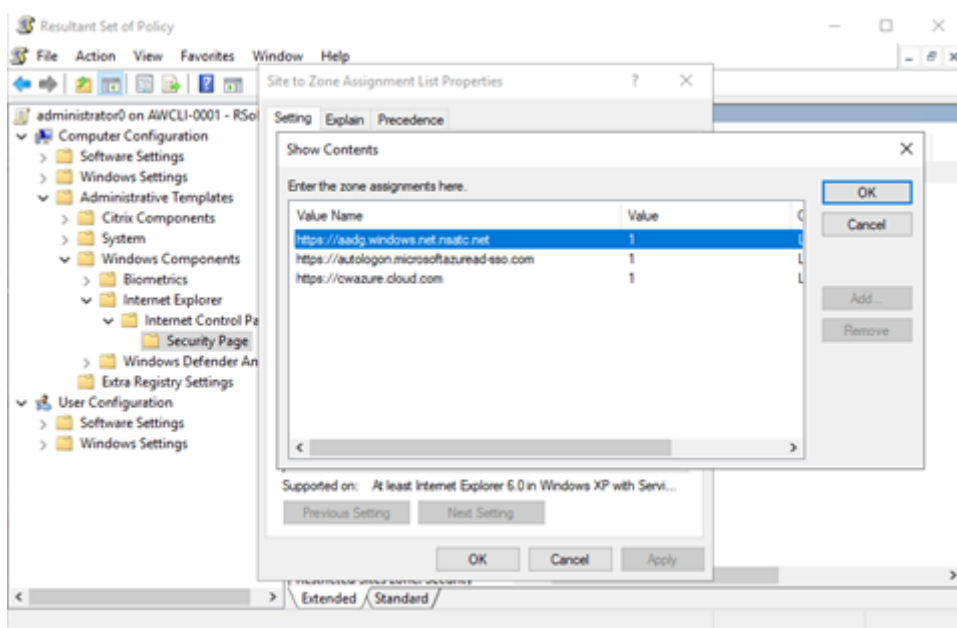 Resultant Set of Policy
File Action View Favorites Window Help
Site to Zone Assignment List Properties
administrator0 on AWCLI-0001 - RSo
Computer Configuration
Software Settings
Windows Settings
Administrative Templates
Citrix Components
System
Windows Components
Biometrics
Internet Explorer
Internet Control Pa
Security Page
Windows Defender An
Extra Registry Settings
User Configuration
Software Settings
Windows Settings
Setting Explain Precedence
Show Contents
Enter the zone assignments here.
Value Name Value
https://aadg.windows.net.nsatc.net 1
https://autologon.microsoftazuread-sso.com 1
https://cwazure.cloud.com 1
OK
Cancel
Add...
Remove
Supported on: At least Internet Explorer 6.0 in Windows XP with Servi...
Previous Setting Next Setting
OK Cancel Apply
Extended Standard